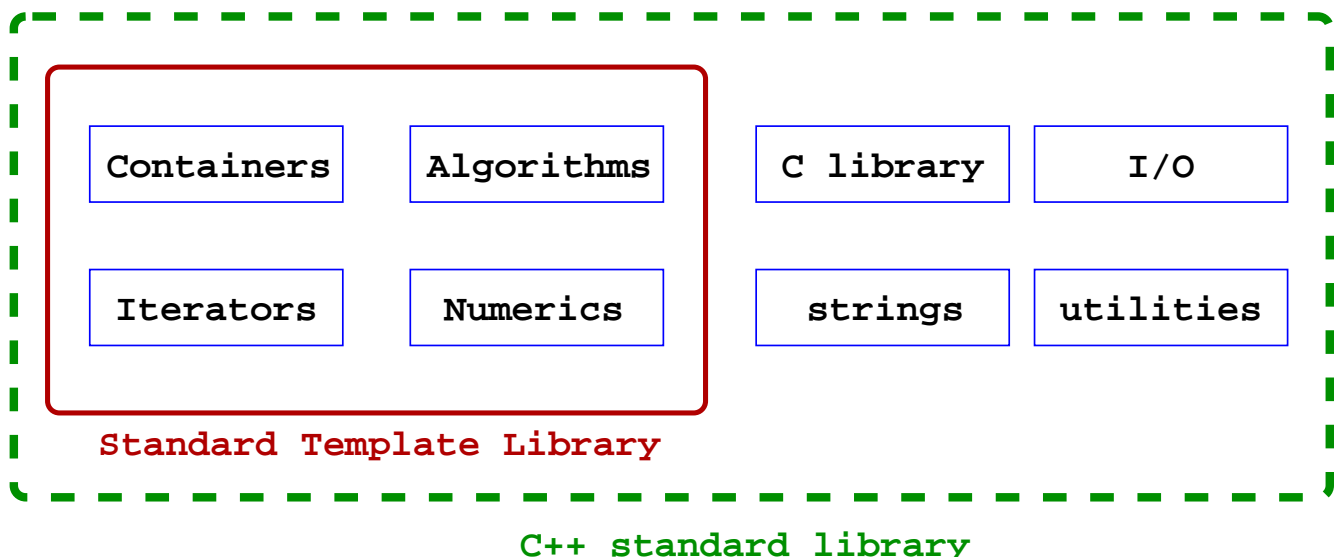 Containers Algorithms C library I/O
Iterators Numerics strings utilities
Standard Template Library
C++ standard library